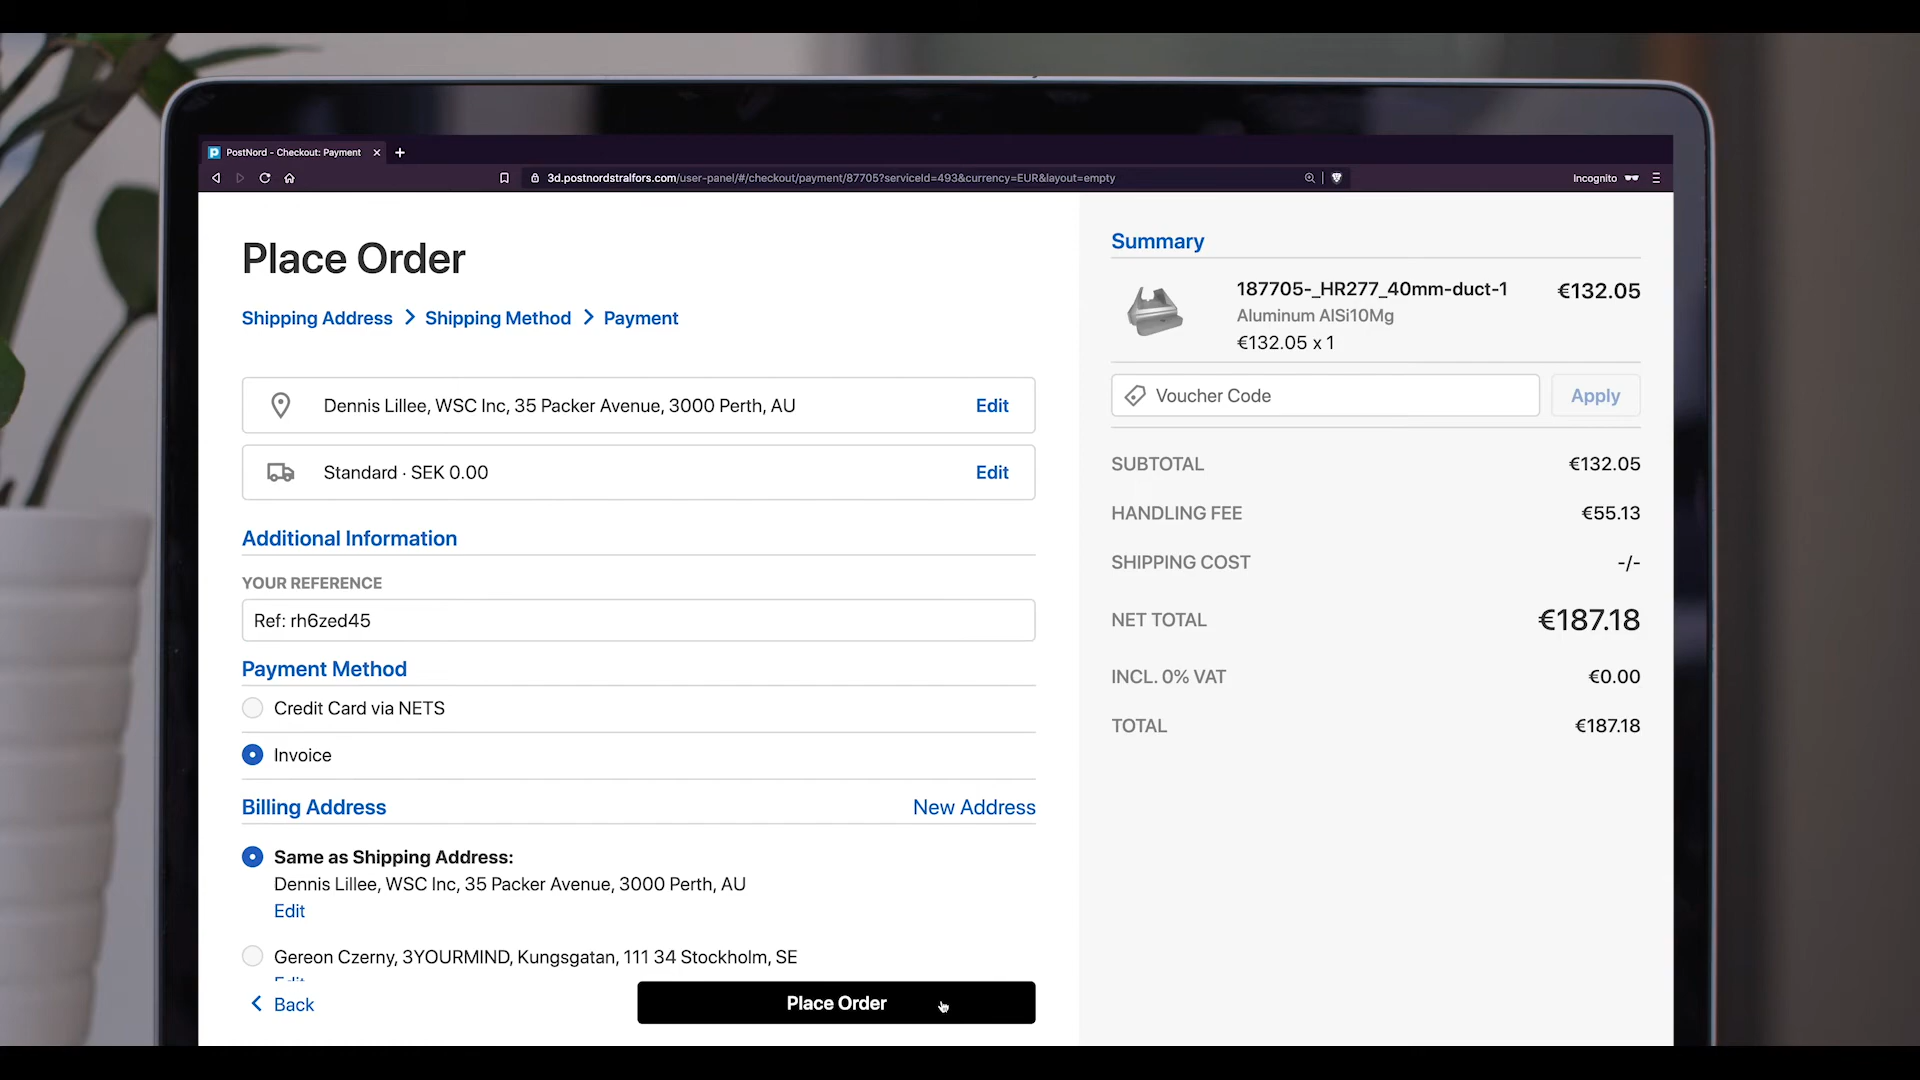 PostNord - Checkout: Payment
3d.postnordstralfors.com/user-panel/#/checkout/payment/87705?serviceId=493&currency=EUR&layout=empty
Incognito
Place Order
Shipping Address > Shipping Method > Payment
Dennis Lillee, WSC Inc, 35 Packer Avenue, 3000 Perth, AU Edit
Standard · SEK 0.00 Edit
Additional Information
YOUR REFERENCE
Ref: rh6zed45
Payment Method
Credit Card via NETS
Invoice
Billing Address New Address
Same as Shipping Address:
Dennis Lillee, WSC Inc, 35 Packer Avenue, 3000 Perth, AU
Edit
Gereon Czerny, 3YOURMIND, Kungsgatan, 111 34 Stockholm, SE
Edit
Back Place Order
Summary
187705-_HR277_40mm-duct-1 €132.05
Aluminum AlSi10Mg
€132.05 x 1
Voucher Code Apply
SUBTOTAL €132.05
HANDLING FEE €55.13
SHIPPING COST -/-
NET TOTAL €187.18
INCL. 0% VAT €0.00
TOTAL €187.18